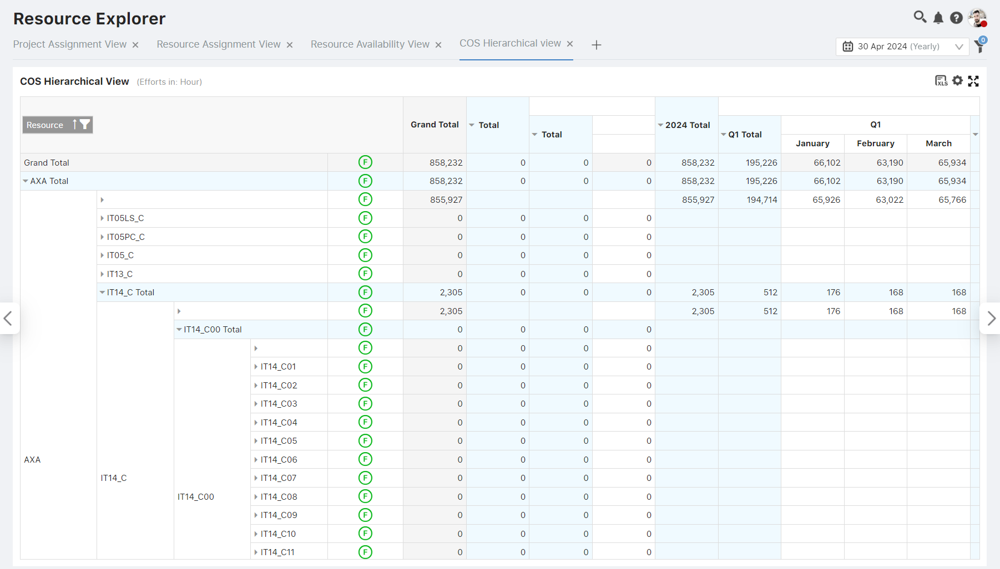 Resource Explorer
Project Assignment View × Resource Assignment View × Resource Availability View × COS Hierarchical view × +
30 Apr 2024 (Yearly)
0
COS Hierarchical View (Efforts in: Hour)
XLS
Resource
Grand Total Total Total 2024 Total Q1 Total Q1
January February March
Grand Total F 858,232 0 0 0 858,232 195,226 66,102 63,190 65,934
AXA Total F 858,232 0 0 0 858,232 195,226 66,102 63,190 65,934
F 855,927 855,927 194,714 65,926 63,022 65,766
IT05LS_C F 0 0 0 0
IT05PC_C F 0 0 0 0
IT05_C F 0 0 0 0
IT13_C F 0 0 0 0
IT14_C Total F 2,305 0 0 0 2,305 512 176 168 168
F 2,305 2,305 512 176 168 168
IT14_C00 Total F 0 0 0 0
F 0 0 0 0
IT14_C01 F 0 0 0 0
IT14_C02 F 0 0 0 0
IT14_C03 F 0 0 0 0
IT14_C04 F 0 0 0 0
IT14_C05 F 0 0 0 0
AXA IT14_C06 F 0 0 0 0
IT14_C IT14_C07 F 0 0 0 0
IT14_C00 IT14_C08 F 0 0 0 0
IT14_C09 F 0 0 0 0
IT14_C10 F 0 0 0 0
IT14_C11 F 0 0 0 0